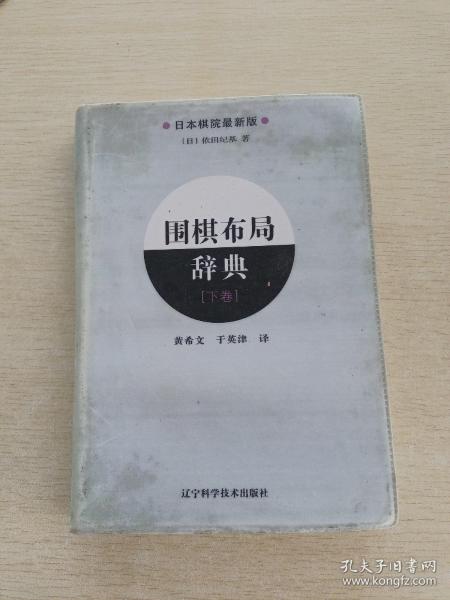 ●日本棋院最新版●
〔日〕依田纪基 著
围棋布局
辞典
[下卷]
黄希文 于英津 译
辽宁科学技术出版社
孔夫子旧书网
www.kongfz.com